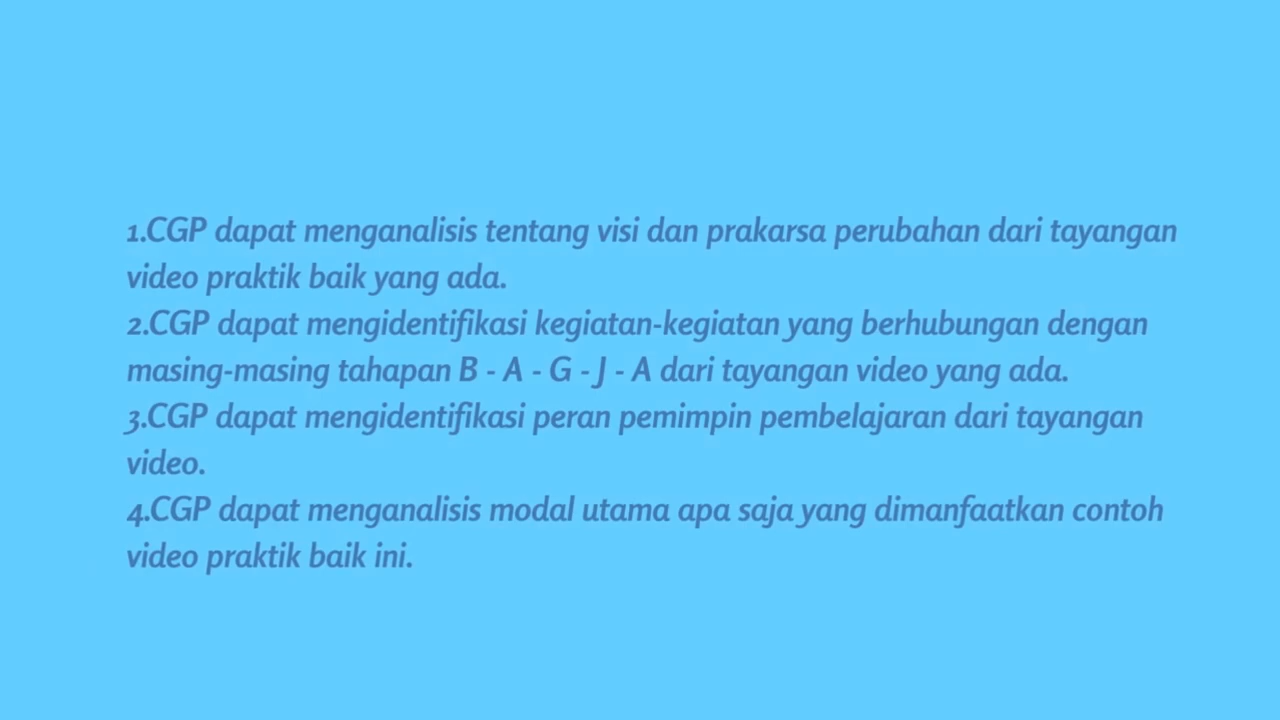 1.CGP dapat menganalisis tentang visi dan prakarsa perubahan dari tayangan
video praktik baik yang ada.
2.CGP dapat mengidentifikasi kegiatan-kegiatan yang berhubungan dengan
masing-masing tahapan B - A - G - J - A dari tayangan video yang ada.
3.CGP dapat mengidentifikasi peran pemimpin pembelajaran dari tayangan
video.
4.CGP dapat menganalisis modal utama apa saja yang dimanfaatkan contoh
video praktik baik ini.